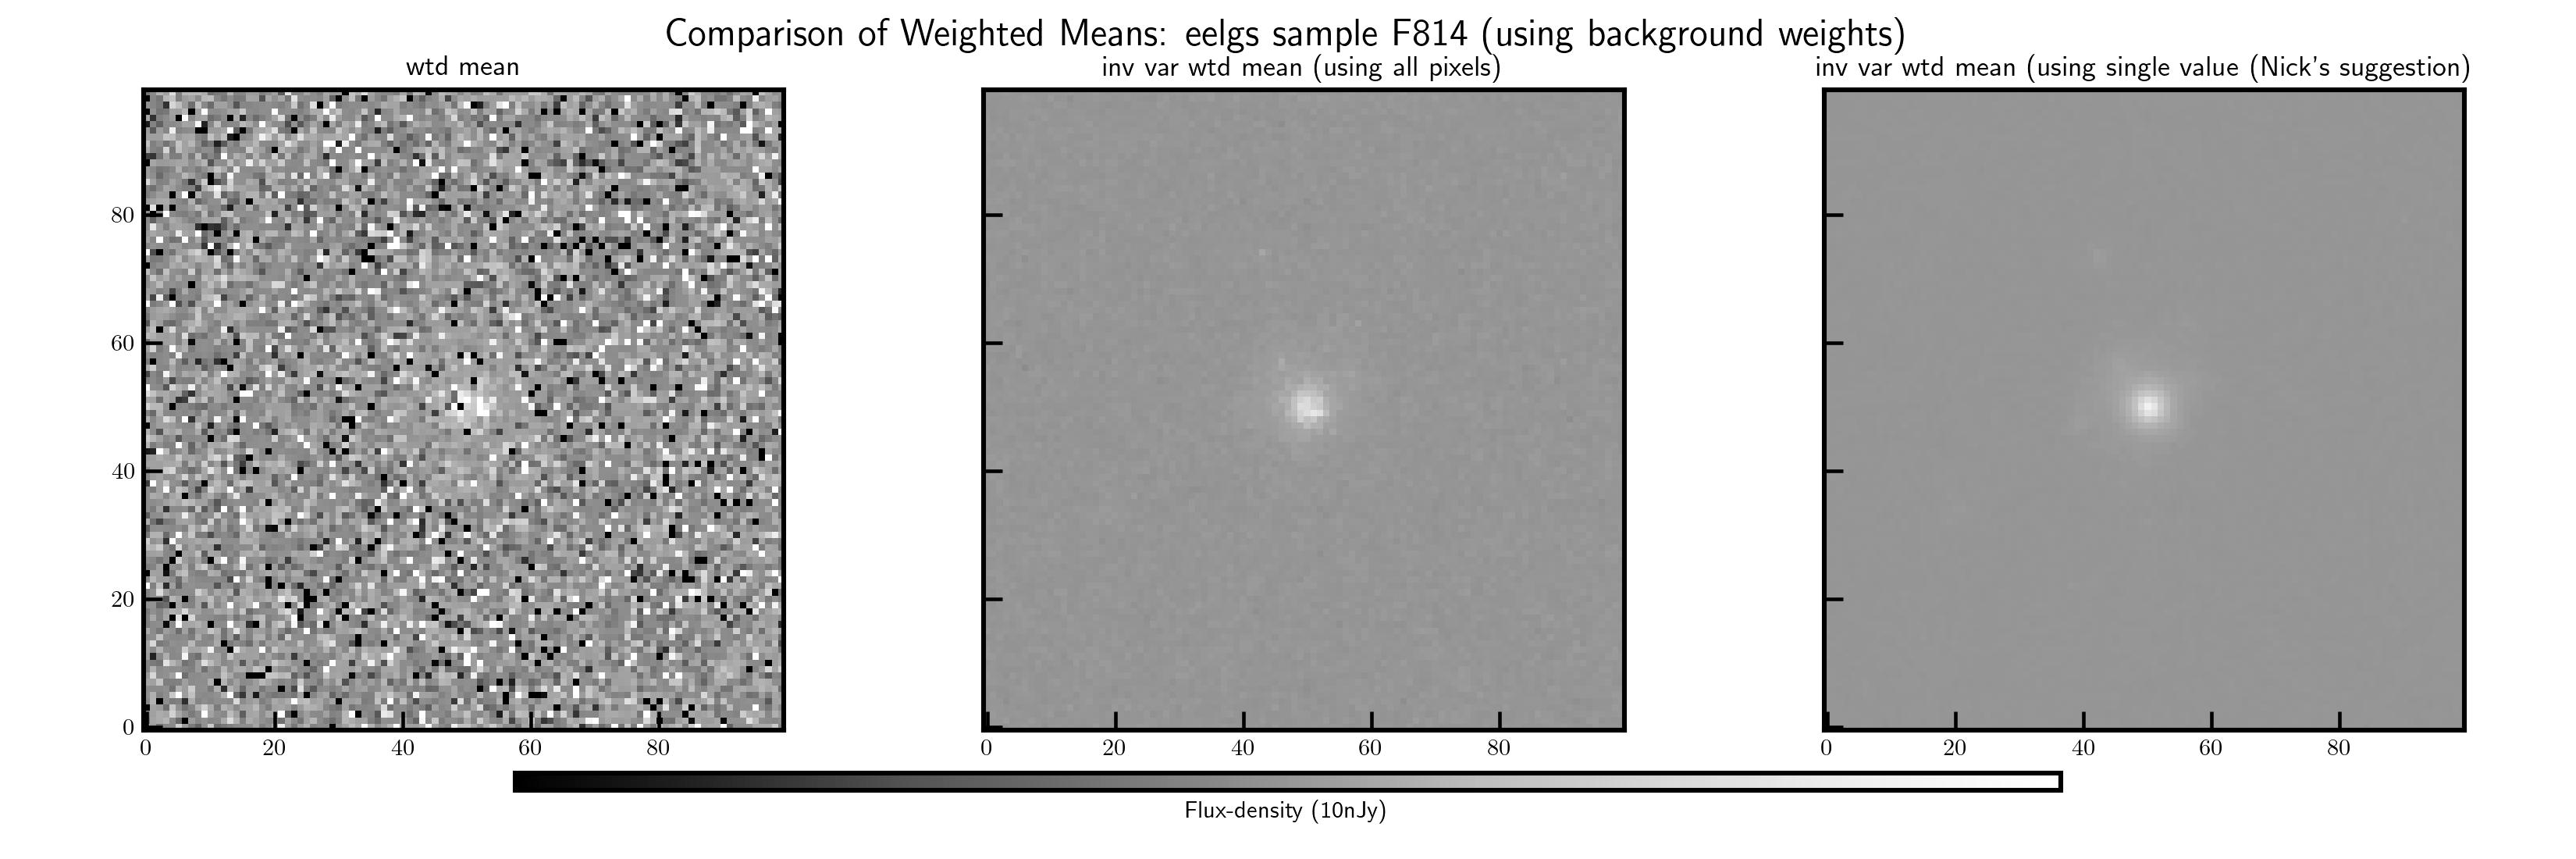 Comparison of Weighted Means: eelgs sample F814 (using background weights)
wtd mean
inv var wtd mean (using all pixels)
inv var wtd mean (using single value (Nick's suggestion)
80
60
40
20
0
0 20 40 60 80
0 20 40 60 80
0 20 40 60 80
Flux-density (10nJy)